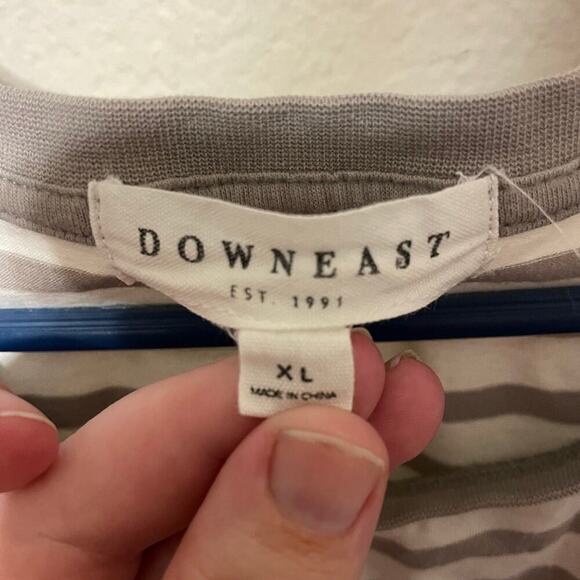 DOWNEAST
EST. 1991
XL
MADE IN CHINA